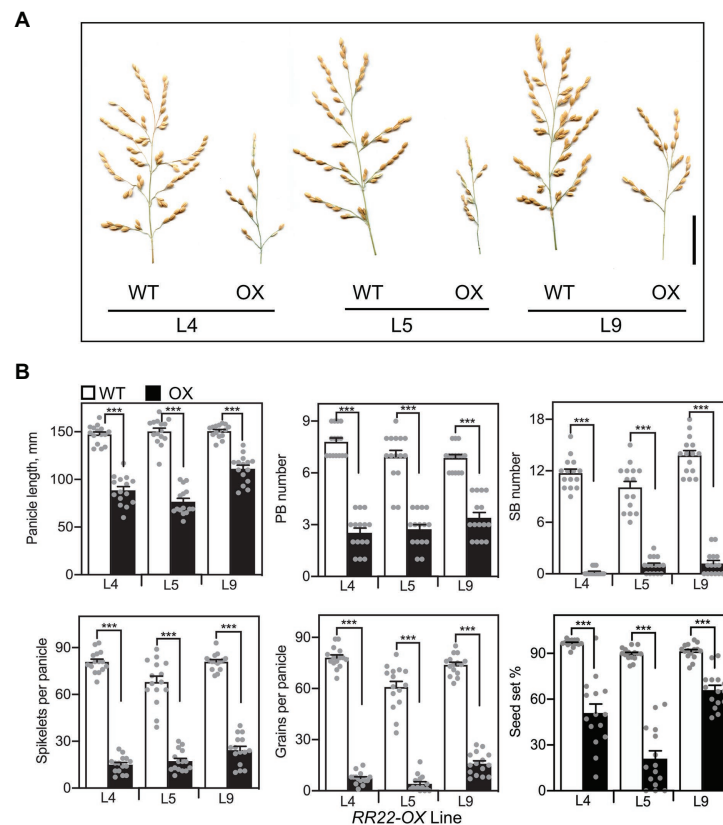 A
WT OX WT OX WT OX
L4 L5 L9
B
WT OX
Panicle length, mm
150
100
50
0
*** *** ***
L4 L5 L9
PB number
9
6
3
0
*** *** ***
L4 L5 L9
SB number
18
12
6
0
*** *** ***
L4 L5 L9
Spikelets per panicle
90
60
30
0
*** *** ***
L4 L5 L9
Grains per panicle
90
60
30
0
*** *** ***
L4 L5 L9
Seed set %
90
60
30
0
*** *** ***
L4 L5 L9
RR22-OX Line